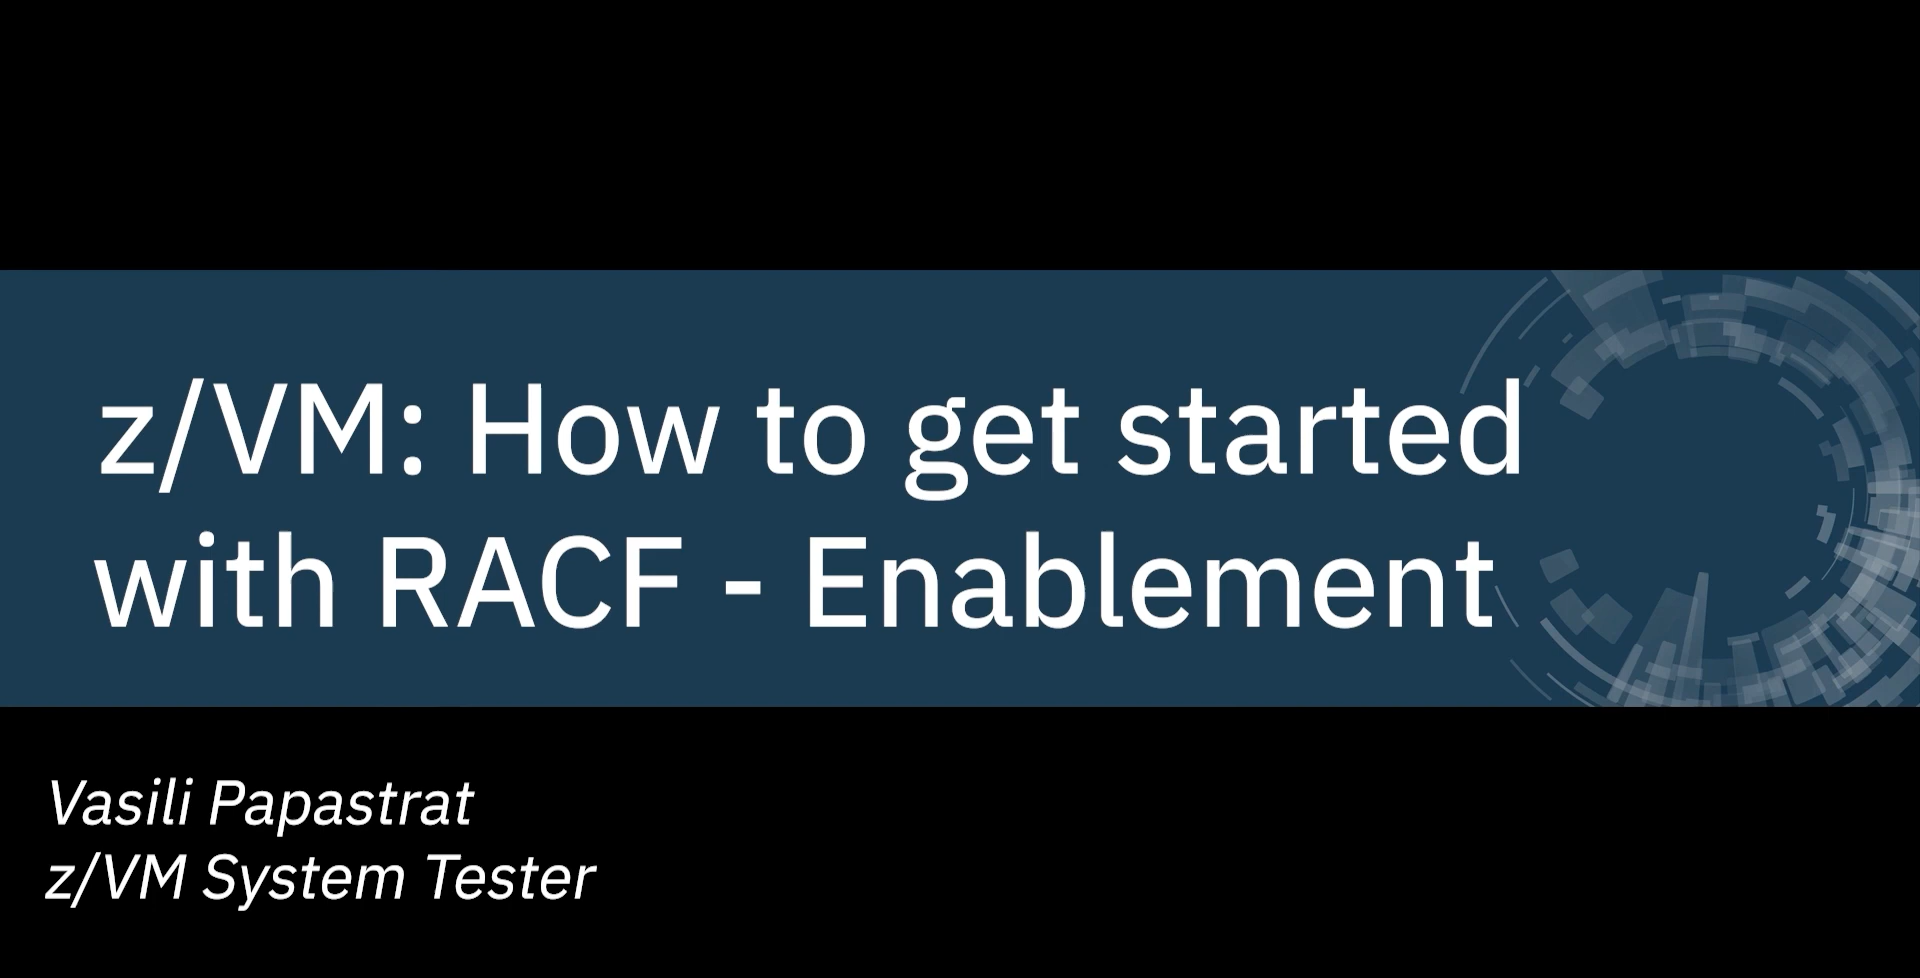 z/VM: How to get started
with RACF - Enablement
Vasili Papastrat
z/VM System Tester